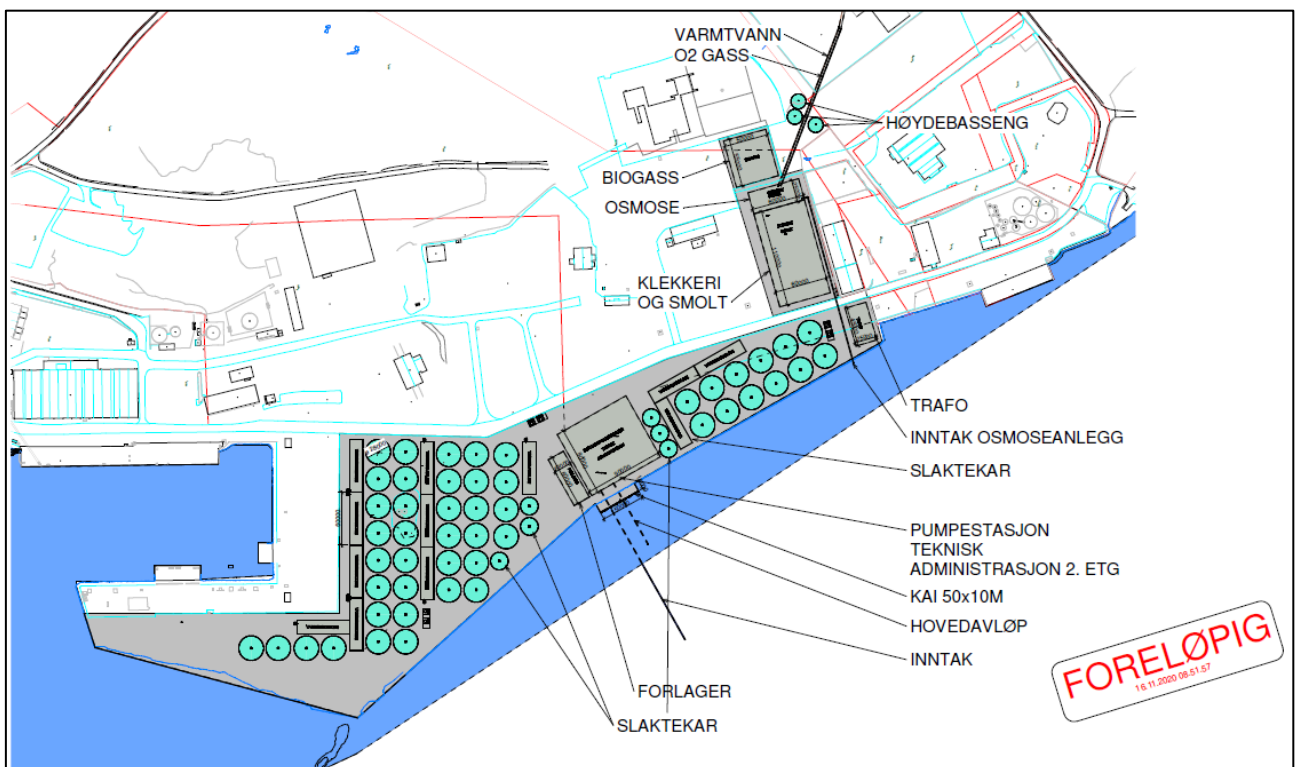 VARMTVANN
O2 GASS
HØYDEBASSENG
BIOGASS
OSMOSE
KLEKKERI
OG SMOLT
TRAFO
INNTAK OSMOSEANLEGG
SLAKTEKAR
PUMPESTASJON
TEKNISK
ADMINISTRASJON 2. ETG
KAI 50x10M
HOVEDAVLØP
INNTAK
FORLAGER
SLAKTEKAR
FORELØPIG
16.11.2020 08.51.57